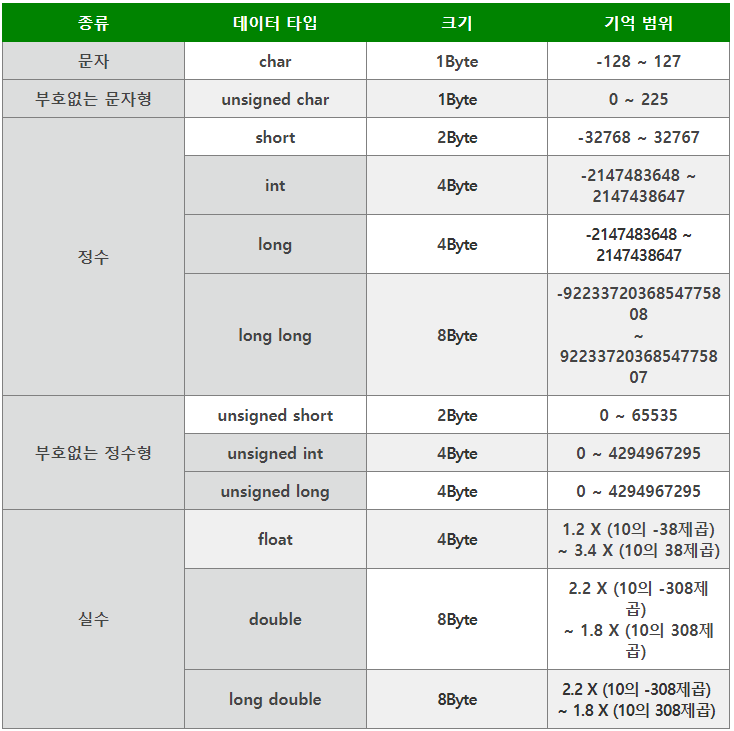 종류 데이터 타입 크기 기억 범위
문자 char 1Byte -128 ~ 127
부호없는 문자형 unsigned char 1Byte 0 ~ 225
정수
short 2Byte -32768 ~ 32767
int 4Byte -2147483648 ~
2147438647
long 4Byte -2147483648 ~
2147438647
long long 8Byte
-92233720368547758
08
~
92233720368547758
07
부호없는 정수형
unsigned short 2Byte 0 ~ 65535
unsigned int 4Byte 0 ~ 4294967295
unsigned long 4Byte 0 ~ 4294967295
실수
float 4Byte 1.2 X (10의 -38제곱)
~ 3.4 X (10의 38제곱)
double 8Byte
2.2 X (10의 -308제
곱)
~ 1.8 X (10의 308제
곱)
long double 8Byte 2.2 X (10의 -308제곱)
~ 1.8 X (10의 308제곱)